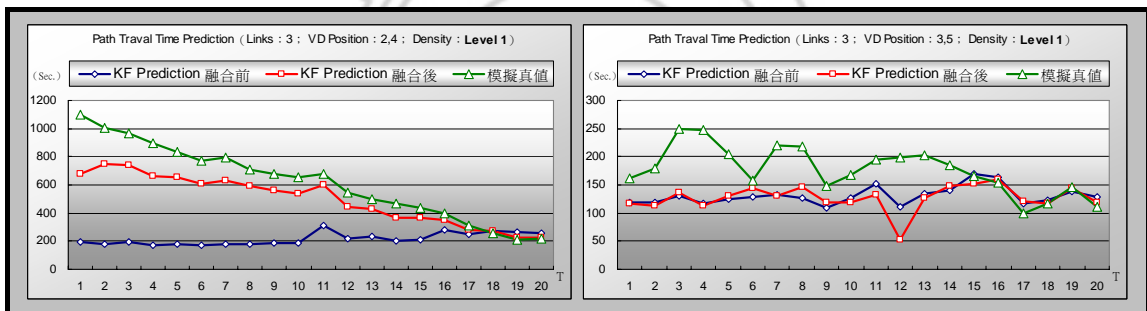 Path Traval Time Prediction（Links：3； VD Position：2,4； Density：Level 1）
（Sec.）
KF Prediction 融合前 KF Prediction 融合後 模擬真值
1200
1000
800
600
400
200
0
1 2 3 4 5 6 7 8 9 10 11 12 13 14 15 16 17 18 19 20
T
Path Traval Time Prediction（Links：3； VD Position：3,5； Density：Level 1）
（Sec.）
KF Prediction 融合前 KF Prediction 融合後 模擬真值
300
250
200
150
100
50
0
1 2 3 4 5 6 7 8 9 10 11 12 13 14 15 16 17 18 19 20
T